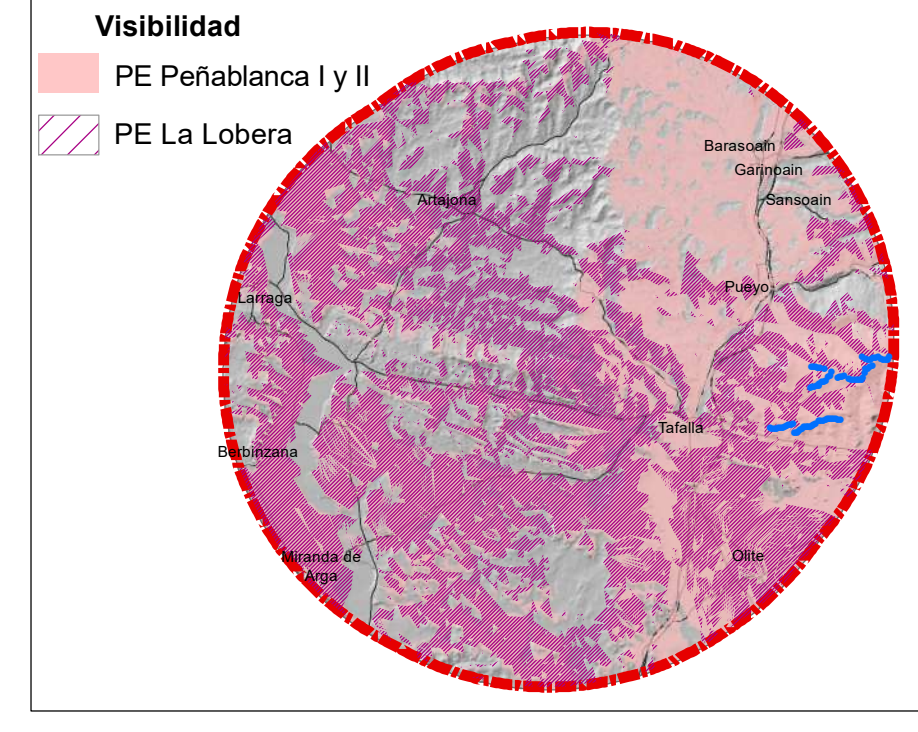 Visibilidad
PE Peñablanca I y II
PE La Lobera
Barasoain
Garinoain
Artajona
Sansoain
Pueyo
Larraga
Tafalla
Berbinzana
Olite
Miranda de
Arga